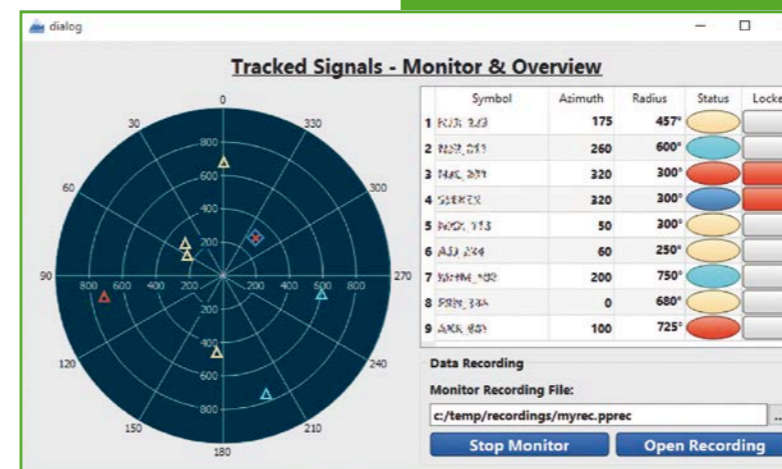 dialog
Tracked Signals - Monitor & Overview
0
30 330
60 300
90 270
120 240
150 210
180
800
600
400
200
800 600 400 200 200 400 600 800
200
400
600
800
Symbol Azimuth Radius Status Locke
1 175 457°
2 260 600°
3 320 300°
4 320 300°
5 50 300°
6 60 250°
7 200 750°
8 0 680°
9 100 725°
Data Recording
Monitor Recording File:
c:/temp/recordings/myrec.pprec ...
Stop Monitor Open Recording